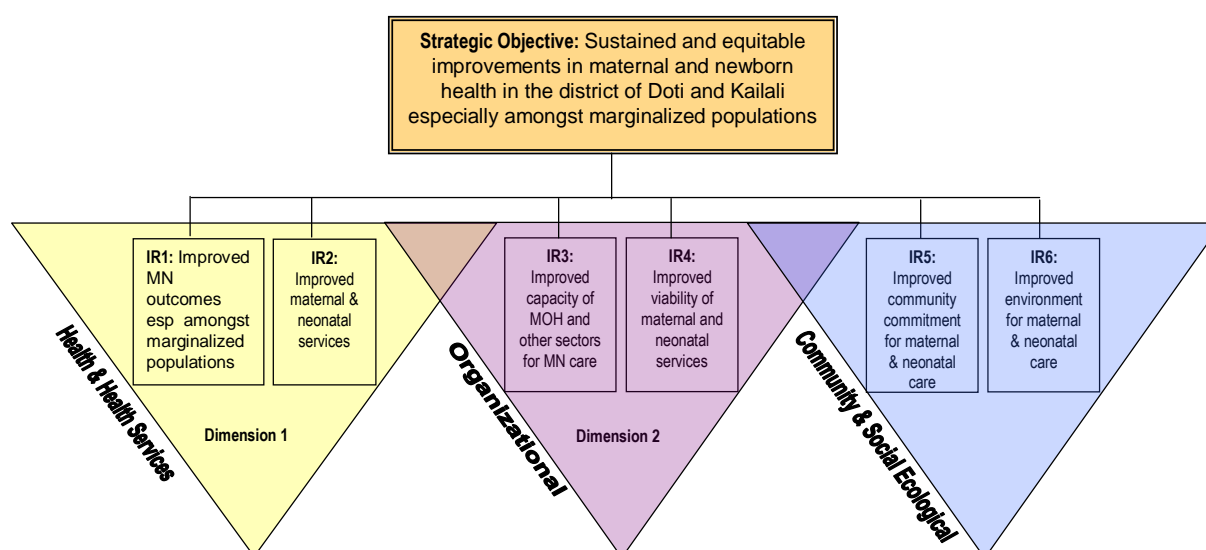 Strategic Objective: Sustained and equitable
improvements in maternal and newborn
health in the district of Doti and Kailali
especially amongst marginalized populations
IR1: Improved
MN
outcomes
esp amongst
marginalized
populations
IR2:
Improved
maternal &
neonatal
services
Health & Health Services
Dimension 1
IR3:
Improved
capacity of
MOH and
other sectors
for MN care
IR4:
Improved
viability of
maternal and
neonatal
services
Organizational
Dimension 2
IR5:
Improved
community
commitment
for maternal
& neonatal
care
IR6:
Improved
environment
for maternal
& neonatal
care
Community & Social Ecological